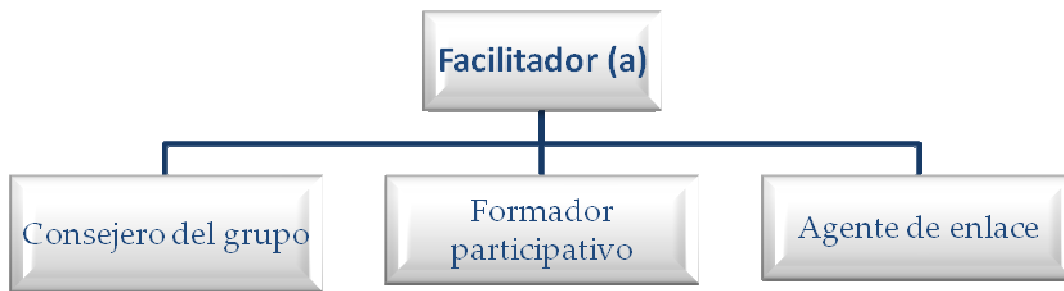 Facilitador (a)
Consejero del grupo
Formador
participativo
Agente de enlace